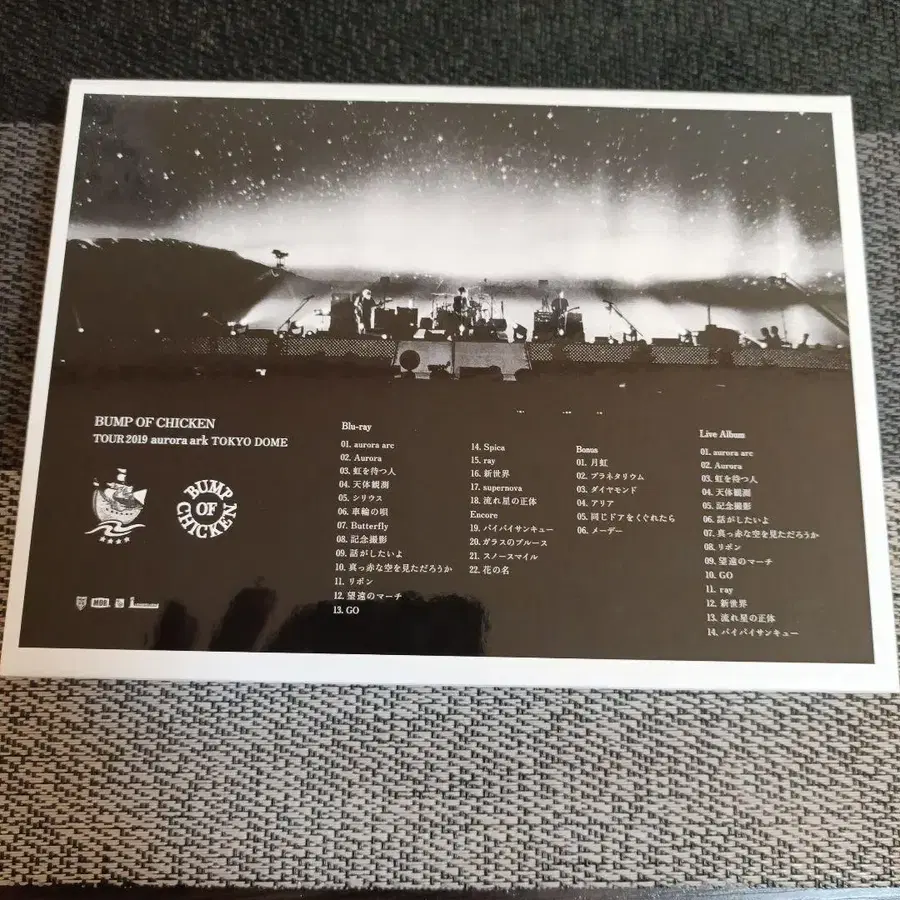 BUMP OF CHICKEN
TOUR 2019 aurora ark TOKYO DOME
BUMP
OF
CHICKEN
Blu-ray
01. aurora arc
02. Aurora
03. 虹を待つ人
04. 天体観測
05. シリウス
06. 車輪の唄
07. Butterfly
08. 記念撮影
09. 話がしたいよ
10. 真っ赤な空を見ただろうか
11. リボン
12. 望遠のマーチ
13. GO
14. Spica
15. ray
16. 新世界
17. supernova
18. 流れ星の正体
Encore
19. バイバイサンキュー
20. ガラスのブルース
21. スノースマイル
22. 花の名
Bonus
01. 月虹
02. プラネタリウム
03. ダイヤモンド
04. アリア
05. 同じドアをくぐれたら
06. メーデー
Live Album
01. aurora arc
02. Aurora
03. 虹を待つ人
04. 天体観測
05. 記念撮影
06. 話がしたいよ
07. 真っ赤な空を見ただろうか
08. リボン
09. 望遠のマーチ
10. GO
11. ray
12. 新世界
13. 流れ星の正体
14. バイバイサンキュー